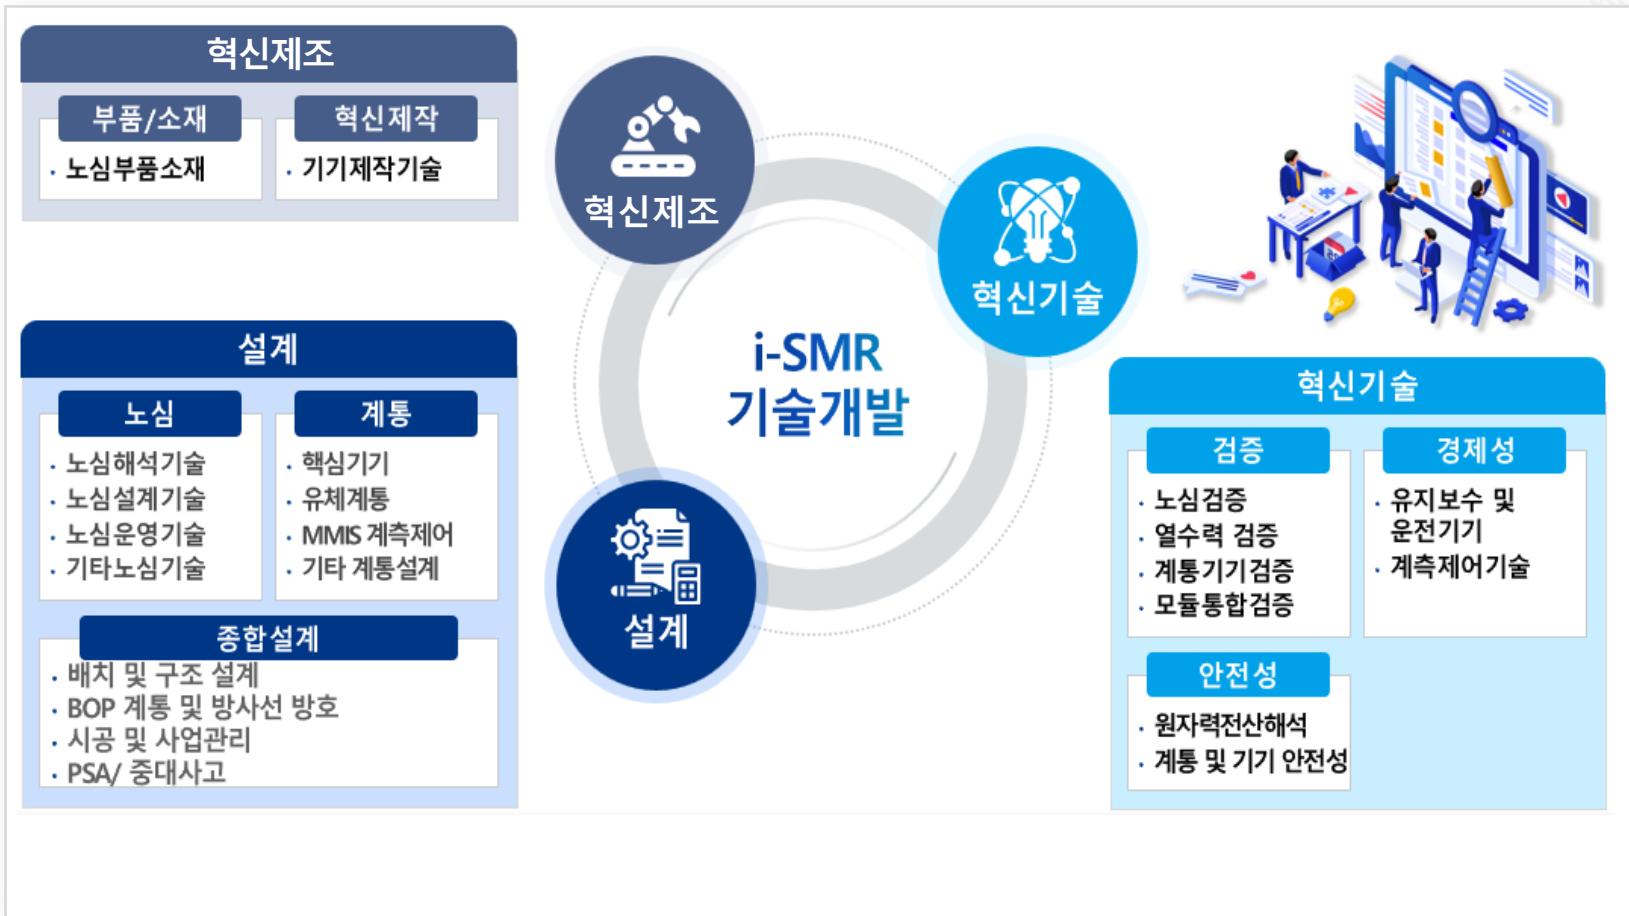 혁신제조
부품/소재
· 노심부품소재
혁신제작
· 기기제작기술
설계
노심
· 노심해석기술
· 노심설계기술
· 노심운영기술
· 기타노심기술
계통
· 핵심기기
· 유체계통
· MMIS 계측제어
· 기타 계통설계
종합설계
· 배치 및 구조 설계
· BOP 계통 및 방사선 방호
· 시공 및 사업관리
· PSA/ 중대사고
혁신제조
혁신기술
i-SMR
기술개발
설계
혁신기술
검증
· 노심검증
· 열수력 검증
· 계통기기검증
· 모듈통합검증
경제성
· 유지보수 및
운전기기
· 계측제어기술
안전성
· 원자력전산해석
· 계통 및 기기 안전성